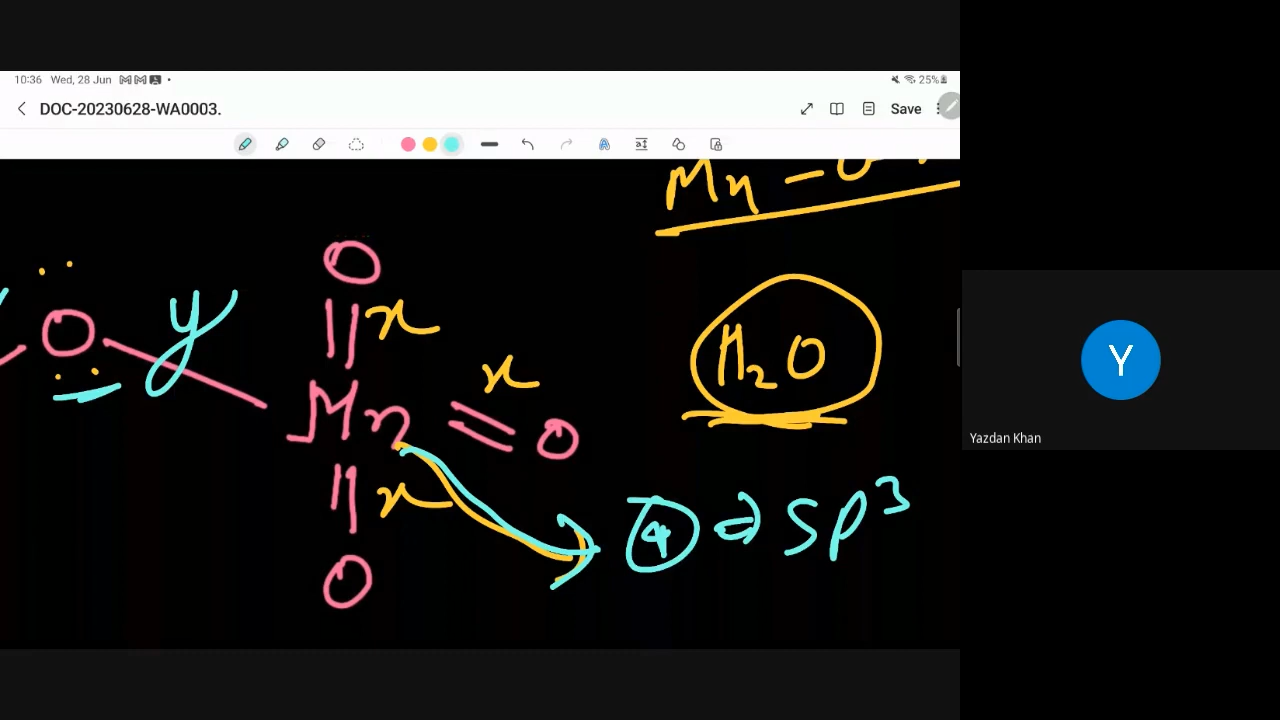 10:36 Wed, 28 Jun
25%
DOC-20230628-WA0003.
Save
Mn -
O
x
O y
x
H2O
Mn
O
x
4 ⇒ sp3
O
Y
Yazdan Khan